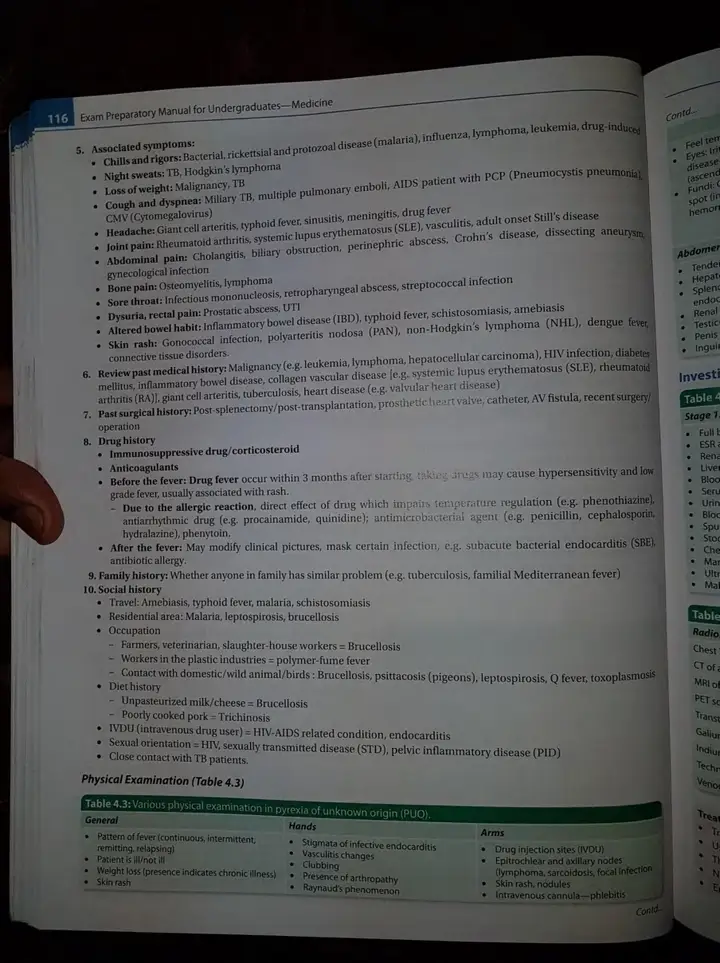 116 Exam Preparatory Manual for Undergraduates—Medicine
5. Associated symptoms:
• Chills and rigors: Bacterial, rickettsial and protozoal disease (malaria), influenza, lymphoma, leukemia, drug-induced
• Night sweats: TB, Hodgkin's lymphoma
• Loss of weight: Malignancy, TB
• Cough and dyspnea: Miliary TB, multiple pulmonary emboli, AIDS patient with PCP (Pneumocystis pneumonia),
CMV (Cytomegalovirus)
• Headache: Giant cell arteritis, typhoid fever, sinusitis, meningitis, drug fever
• Joint pain: Rheumatoid arthritis, systemic lupus erythematosus (SLE), vasculitis, adult onset Still's disease
• Abdominal pain: Cholangitis, biliary obstruction, perinephric abscess, Crohn's disease, dissecting aneurysm,
gynecological infection
• Bone pain: Osteomyelitis, lymphoma
• Sore throat: Infectious mononucleosis, retropharyngeal abscess, streptococcal infection
• Dysuria, rectal pain: Prostatic abscess, UTI
• Altered bowel habit: Inflammatory bowel disease (IBD), typhoid fever, schistosomiasis, amebiasis
• Skin rash: Gonococcal infection, polyarteritis nodosa (PAN), non-Hodgkin's lymphoma (NHL), dengue fever,
connective tissue disorders.
6. Review past medical history: Malignancy (e.g. leukemia, lymphoma, hepatocellular carcinoma), HIV infection, diabetes
mellitus, inflammatory bowel disease, collagen vascular disease [e.g. systemic lupus erythematosus (SLE), rheumatoid
arthritis (RA)], giant cell arteritis, tuberculosis, heart disease (e.g. valvular heart disease)
7. Past surgical history: Post-splenectomy/post-transplantation, prosthetic heart valve, catheter, AV fistula, recent surgery/
operation
8. Drug history
• Immunosuppressive drug/corticosteroid
• Anticoagulants
• Before the fever: Drug fever occur within 3 months after starting, taking drugs may cause hypersensitivity and low
grade fever, usually associated with rash.
– Due to the allergic reaction, direct effect of drug which impairs temperature regulation (e.g. phenothiazine),
antiarrhythmic drug (e.g. procainamide, quinidine); antimicrobacterial agent (e.g. penicillin, cephalosporin,
hydralazine), phenytoin.
• After the fever: May modify clinical pictures, mask certain infection, e.g. subacute bacterial endocarditis (SBE),
antibiotic allergy.
9. Family history: Whether anyone in family has similar problem (e.g. tuberculosis, familial Mediterranean fever)
10. Social history
• Travel: Amebiasis, typhoid fever, malaria, schistosomiasis
• Residential area: Malaria, leptospirosis, brucellosis
• Occupation
– Farmers, veterinarian, slaughter-house workers = Brucellosis
– Workers in the plastic industries = polymer-fume fever
– Contact with domestic/wild animal/birds : Brucellosis, psittacosis (pigeons), leptospirosis, Q fever, toxoplasmosis
• Diet history
– Unpasteurized milk/cheese = Brucellosis
– Poorly cooked pork = Trichinosis
• IVDU (intravenous drug user) = HIV-AIDS related condition, endocarditis
• Sexual orientation = HIV, sexually transmitted disease (STD), pelvic inflammatory disease (PID)
• Close contact with TB patients.
Physical Examination (Table 4.3)
Table 4.3: Various physical examination in pyrexia of unknown origin (PUO).
General
• Pattern of fever (continuous, intermittent,
remitting, relapsing)
• Patient is ill/not ill
• Weight loss (presence indicates chronic illness)
• Skin rash
Hands
• Stigmata of infective endocarditis
• Vasculitis changes
• Clubbing
• Presence of arthropathy
• Raynaud's phenomenon
Arms
• Drug injection sites (IVDU)
• Epitrochlear and axillary nodes
(lymphoma, sarcoidosis, focal infection
• Skin rash, nodules
• Intravenous cannula—phlebitis
Contd...
Contd...
• Feel
• Eyes:
disease
(ascend
• Fundi:
spot
• Renal
Investi
Table 4
Stage 1
• Full
• ESR
Table
Radio
Chest
CT of
MRI of
PET